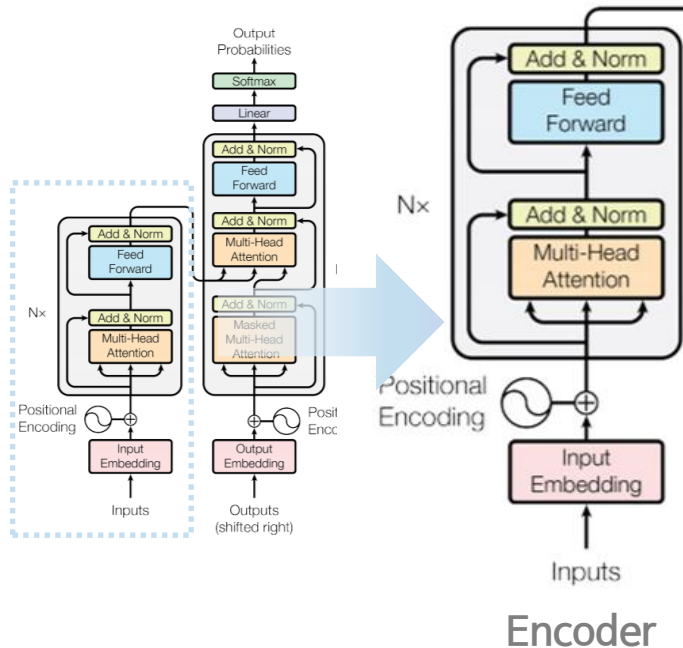 Output
Probabilities
Softmax
Linear
Add & Norm
Feed
Forward
Add & Norm
Multi-Head
Attention
Add & Norm
Masked
Multi-Head
Attention
Add & Norm
Feed
Forward
Add & Norm
Multi-Head
Attention
N×
Positional
Encoding
Input
Embedding
Inputs
Output
Embedding
Outputs
(shifted right)
Add & Norm
Feed
Forward
N×
Add & Norm
Multi-Head
Attention
Positional
Encoding
Input
Embedding
Inputs
Encoder